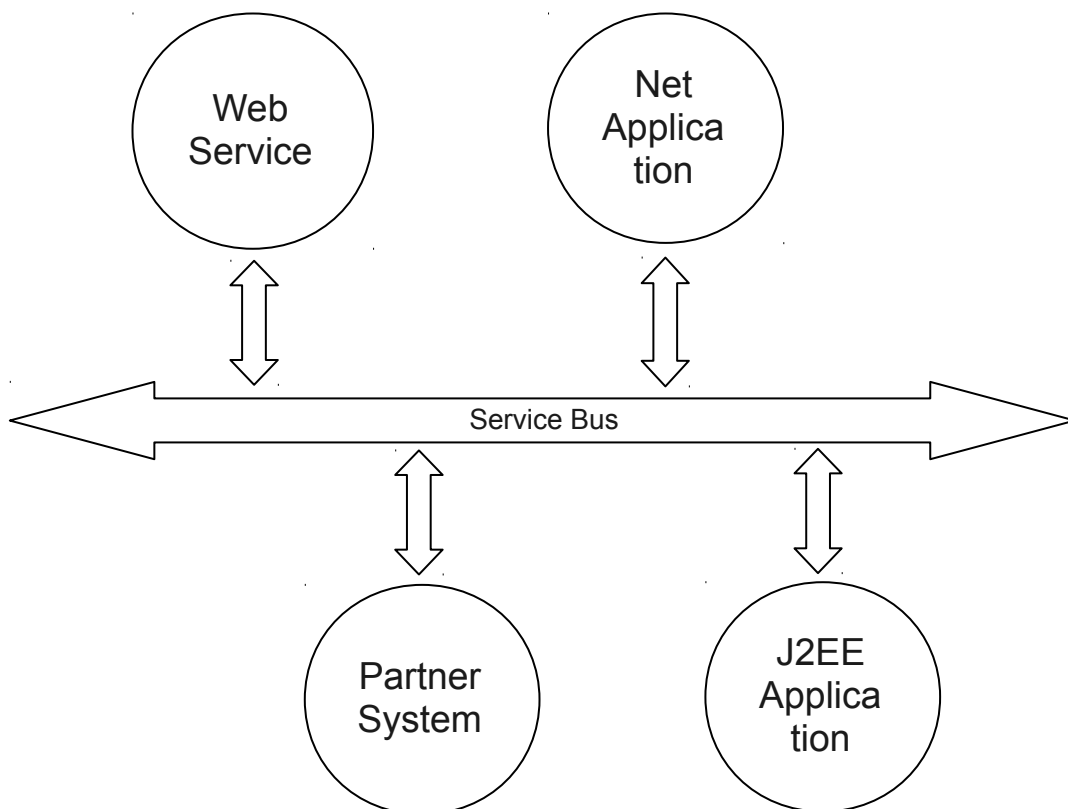 Web
Service
Net
Applica
tion
Service Bus
Partner
System
J2EE
Applica
tion